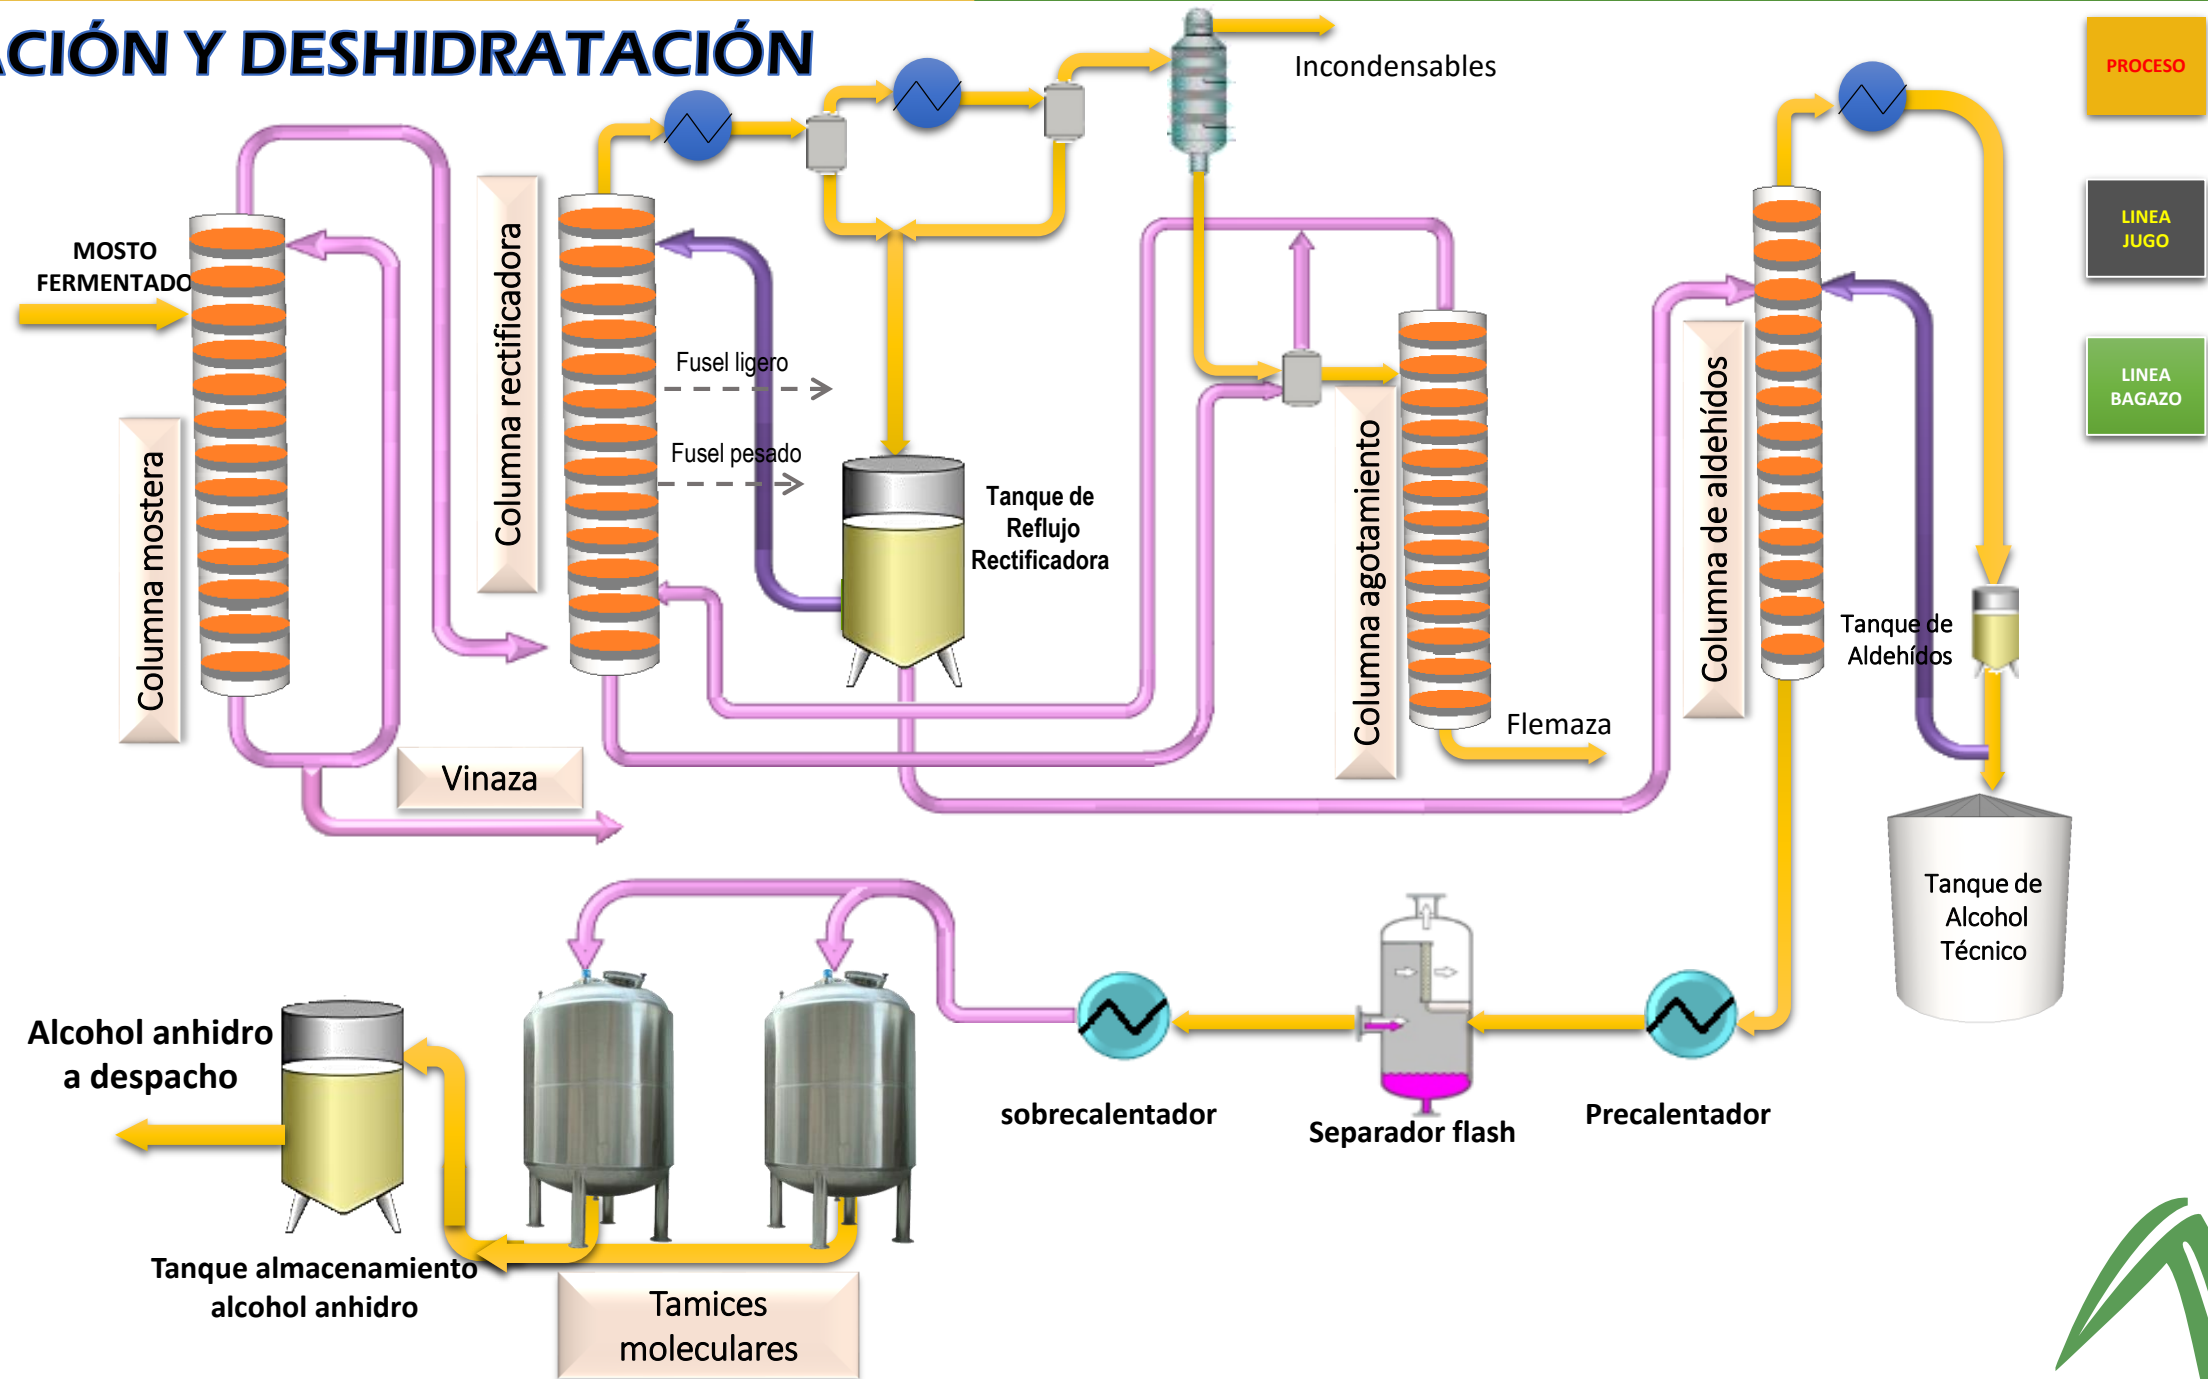 ACIÓN Y DESHIDRATACIÓN
Incondensables
PROCESO
LINEA
JUGO
LINEA
BAGAZO
MOSTO
FERMENTADO
Columna mostera
Columna rectificadora
Fusel ligero
Fusel pesado
Tanque de
Reflujo
Rectificadora
Columna agotamiento
Flemaza
Columna de aldehídos
Tanque de
Aldehídos
Vinaza
Tanque de
Alcohol
Técnico
Alcohol anhidro
a despacho
sobrecalentador
Separador flash
Precalentador
Tanque almacenamiento
alcohol anhidro
Tamices
moleculares